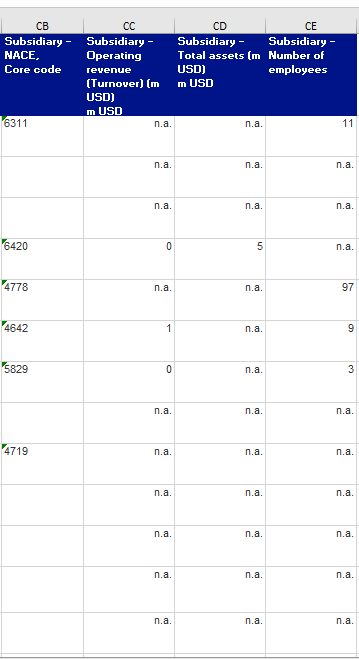 CB CC CD CE
Subsidiary – Subsidiary – Subsidiary – Subsidiary –
NACE, Operating Total assets (m Number of
Core code revenue USD) employees
(Turnover) (m m USD
USD)
m USD
6311 n.a. n.a. 11
n.a. n.a. n.a.
n.a. n.a. n.a.
6420 0 5 n.a.
4778 n.a. n.a. 97
4642 1 n.a. 9
5829 0 n.a. 3
n.a. n.a. n.a.
4719 n.a. n.a. n.a.
n.a. n.a. n.a.
n.a. n.a. n.a.
n.a. n.a. n.a.
n.a. n.a. n.a.